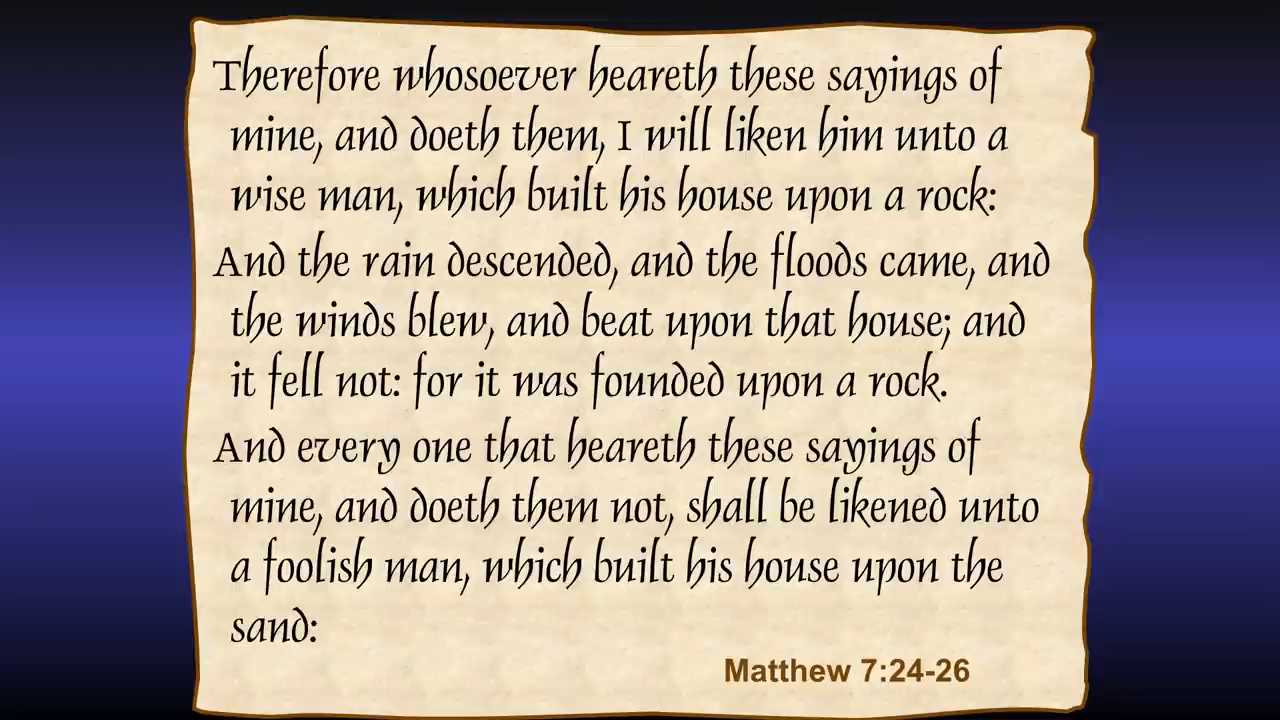 Therefore whosoever heareth these sayings of
mine, and doeth them, I will liken him unto a
wise man, which built his house upon a rock:
And the rain descended, and the floods came, and
the winds blew, and beat upon that house; and
it fell not: for it was founded upon a rock.
And every one that heareth these sayings of
mine, and doeth them not, shall be likened unto
a foolish man, which built his house upon the
sand:
Matthew 7:24-26